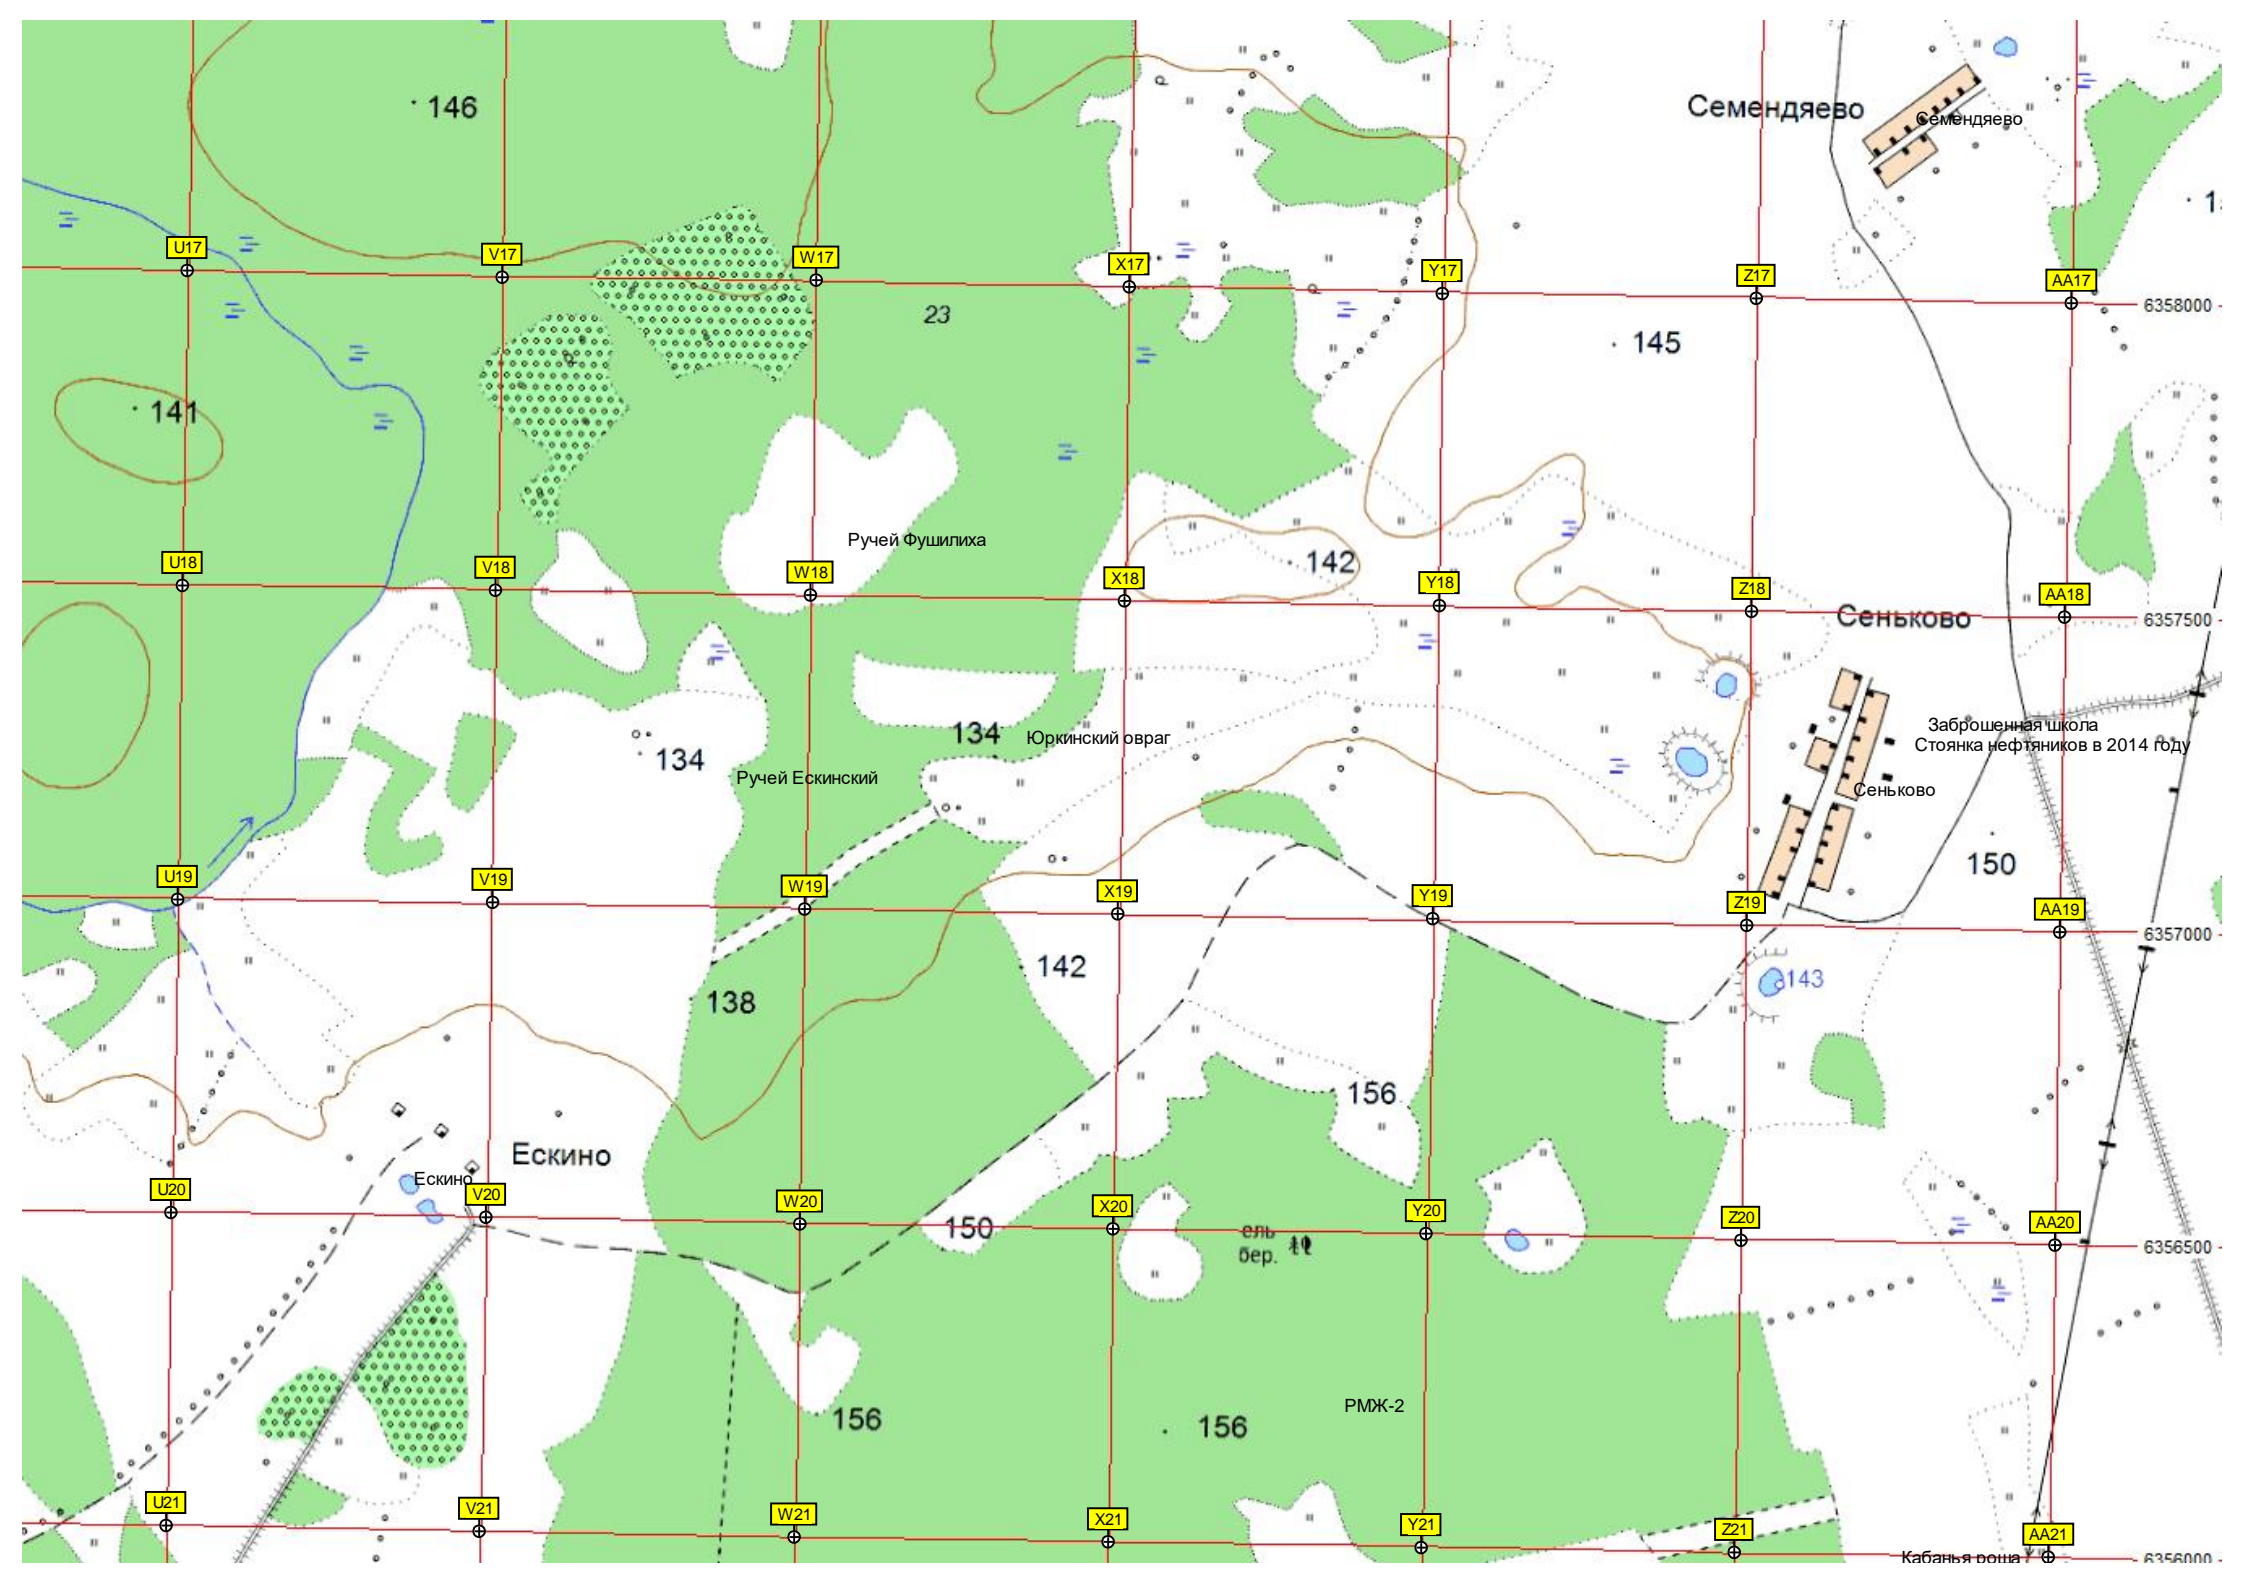 146
Семендяево
Семендяево
U17
V17
W17
X17
Y17
Z17
AA17
6358000
23
145
141
Ручей Фушилиха
142
U18
V18
W18
X18
Y18
Z18
AA18
6357500
Сеньково
134
134
Юркинский овраг
Ручей Ескинский
Заброшенная школа
Стоянка нефтяников в 2014 году
Сеньково
150
U19
V19
W19
X19
Y19
Z19
AA19
6357000
142
143
138
156
Ескино
Ескино
U20
V20
W20
X20
Y20
Z20
AA20
6356500
150
ель
бер.
РМЖ-2
156
156
U21
V21
W21
X21
Y21
Z21
AA21
Кабанья роща
6356000